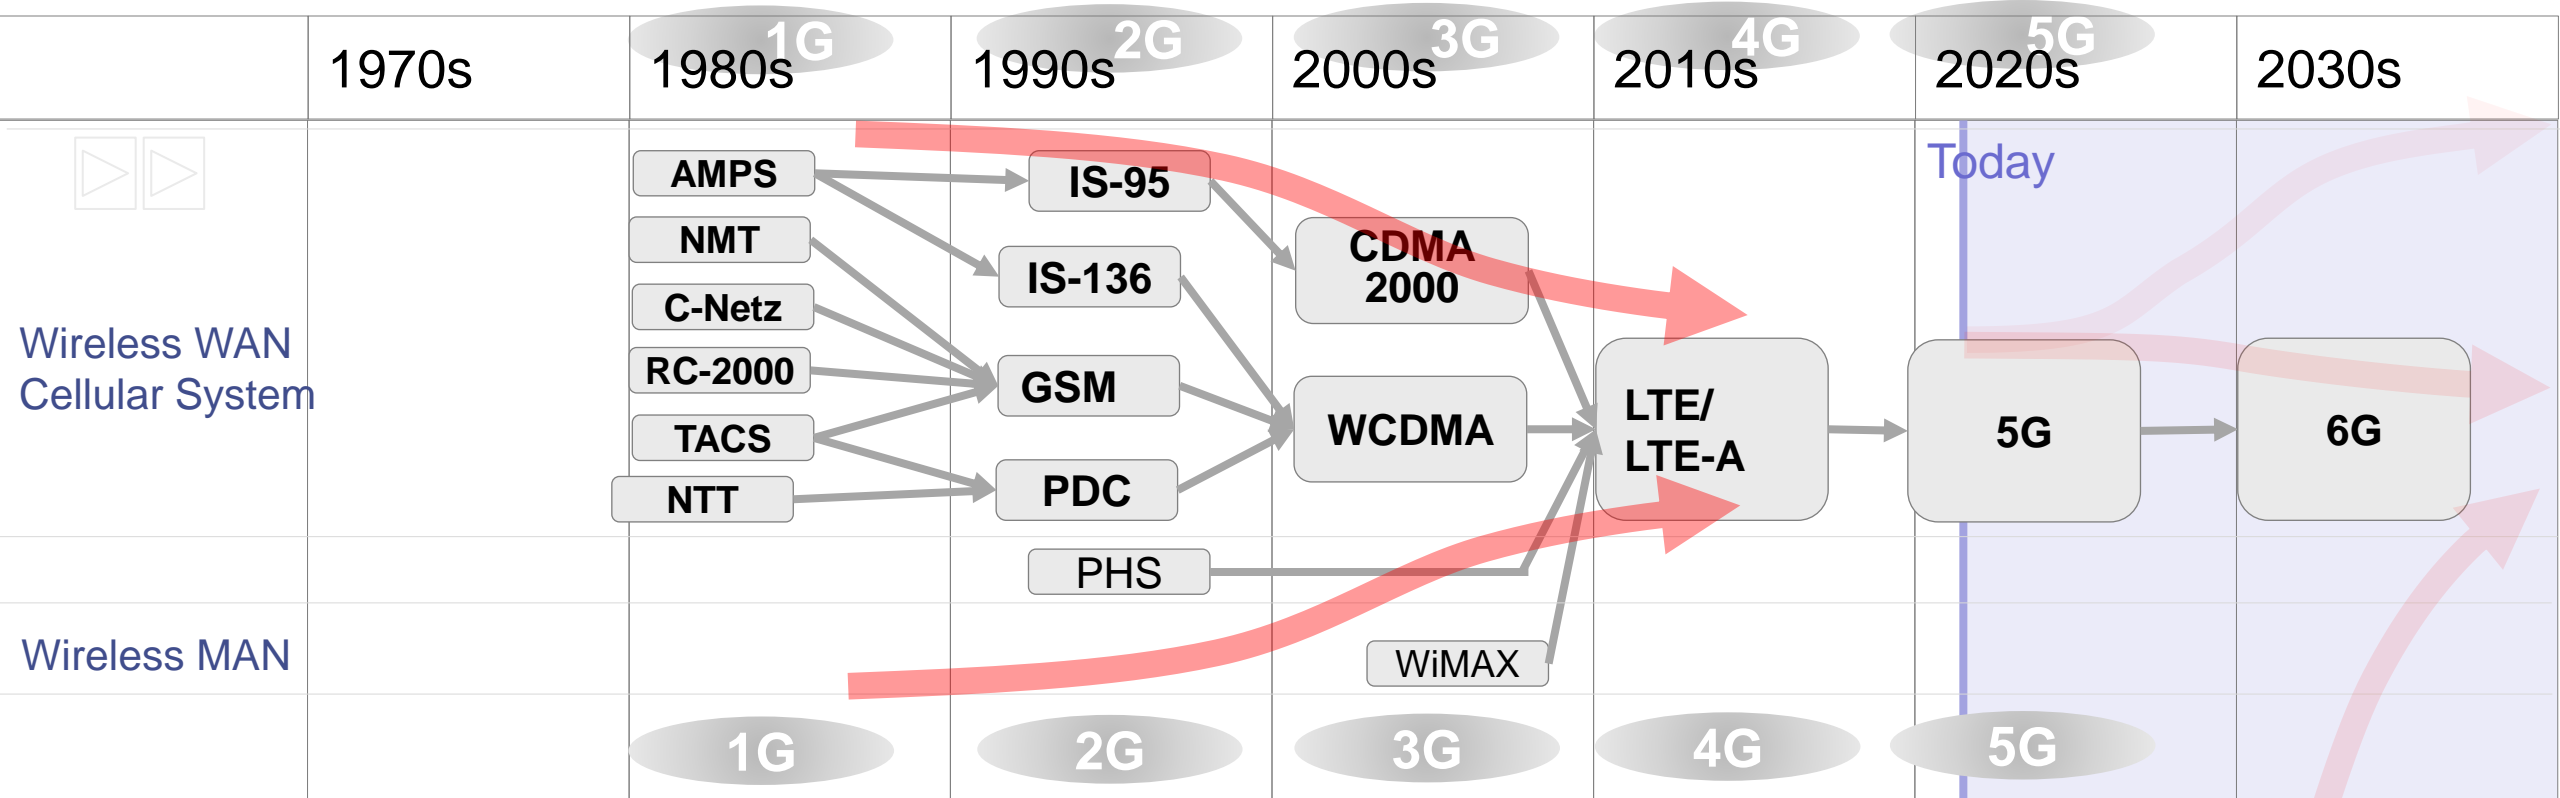 1G
2G
3G
4G
5G
1970s
1980s
1990s
2000s
2010s
2020s
2030s
Today
AMPS
IS-95
NMT
CDMA
2000
IS-136
C-Netz
Wireless WAN
Cellular System
RC-2000
GSM
LTE/
LTE-A
WCDMA
5G
6G
TACS
PDC
NTT
PHS
Wireless MAN
WiMAX
1G
2G
3G
4G
5G